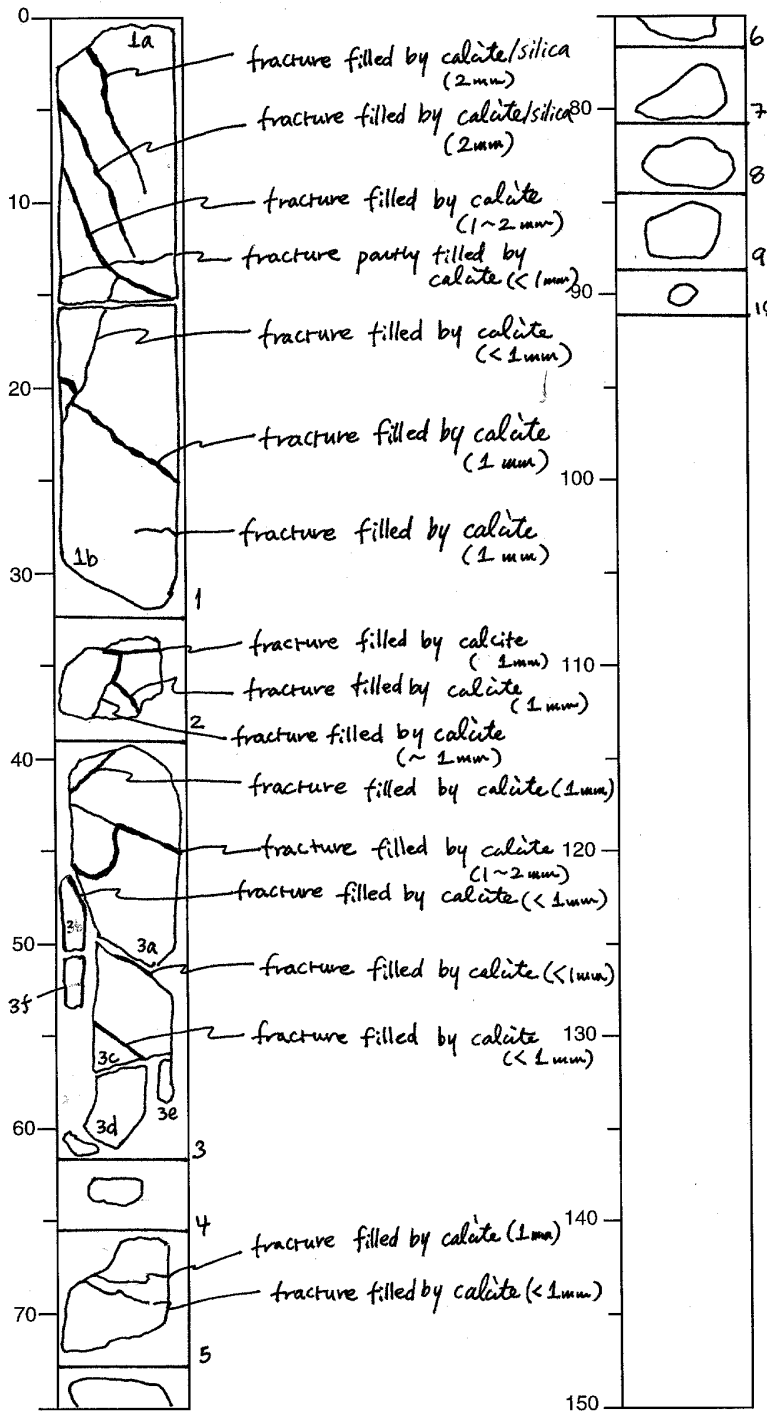 0
1a
fracture filled by calcite/silica
(2mm)
fracture filled by calcite/silica
(2mm)
10
fracture filled by calcite
(1~2 mm)
fracture partly filled by
calcite (<1mm)
fracture filled by calcite
(<1mm)
20
fracture filled by calcite
(1 mm)
fracture filled by calcite
(1 mm)
1b
30
1
fracture filled by calcite
( 1mm)
fracture filled by calcite
(1 mm)
2
fracture filled by calcite
(~ 1mm)
40
fracture filled by calcite (1mm)
fracture filled by calcite
(1~2mm)
fracture filled by calcite (<1mm)
3a
50
fracture filled by calcite (<1mm)
3f
fracture filled by calcite
(<1mm)
3c
3e
3d
60
3
4
fracture filled by calcite (1mm)
fracture filled by calcite (<1mm)
70
5
6
80
7
8
9
90
100
110
120
130
140
150